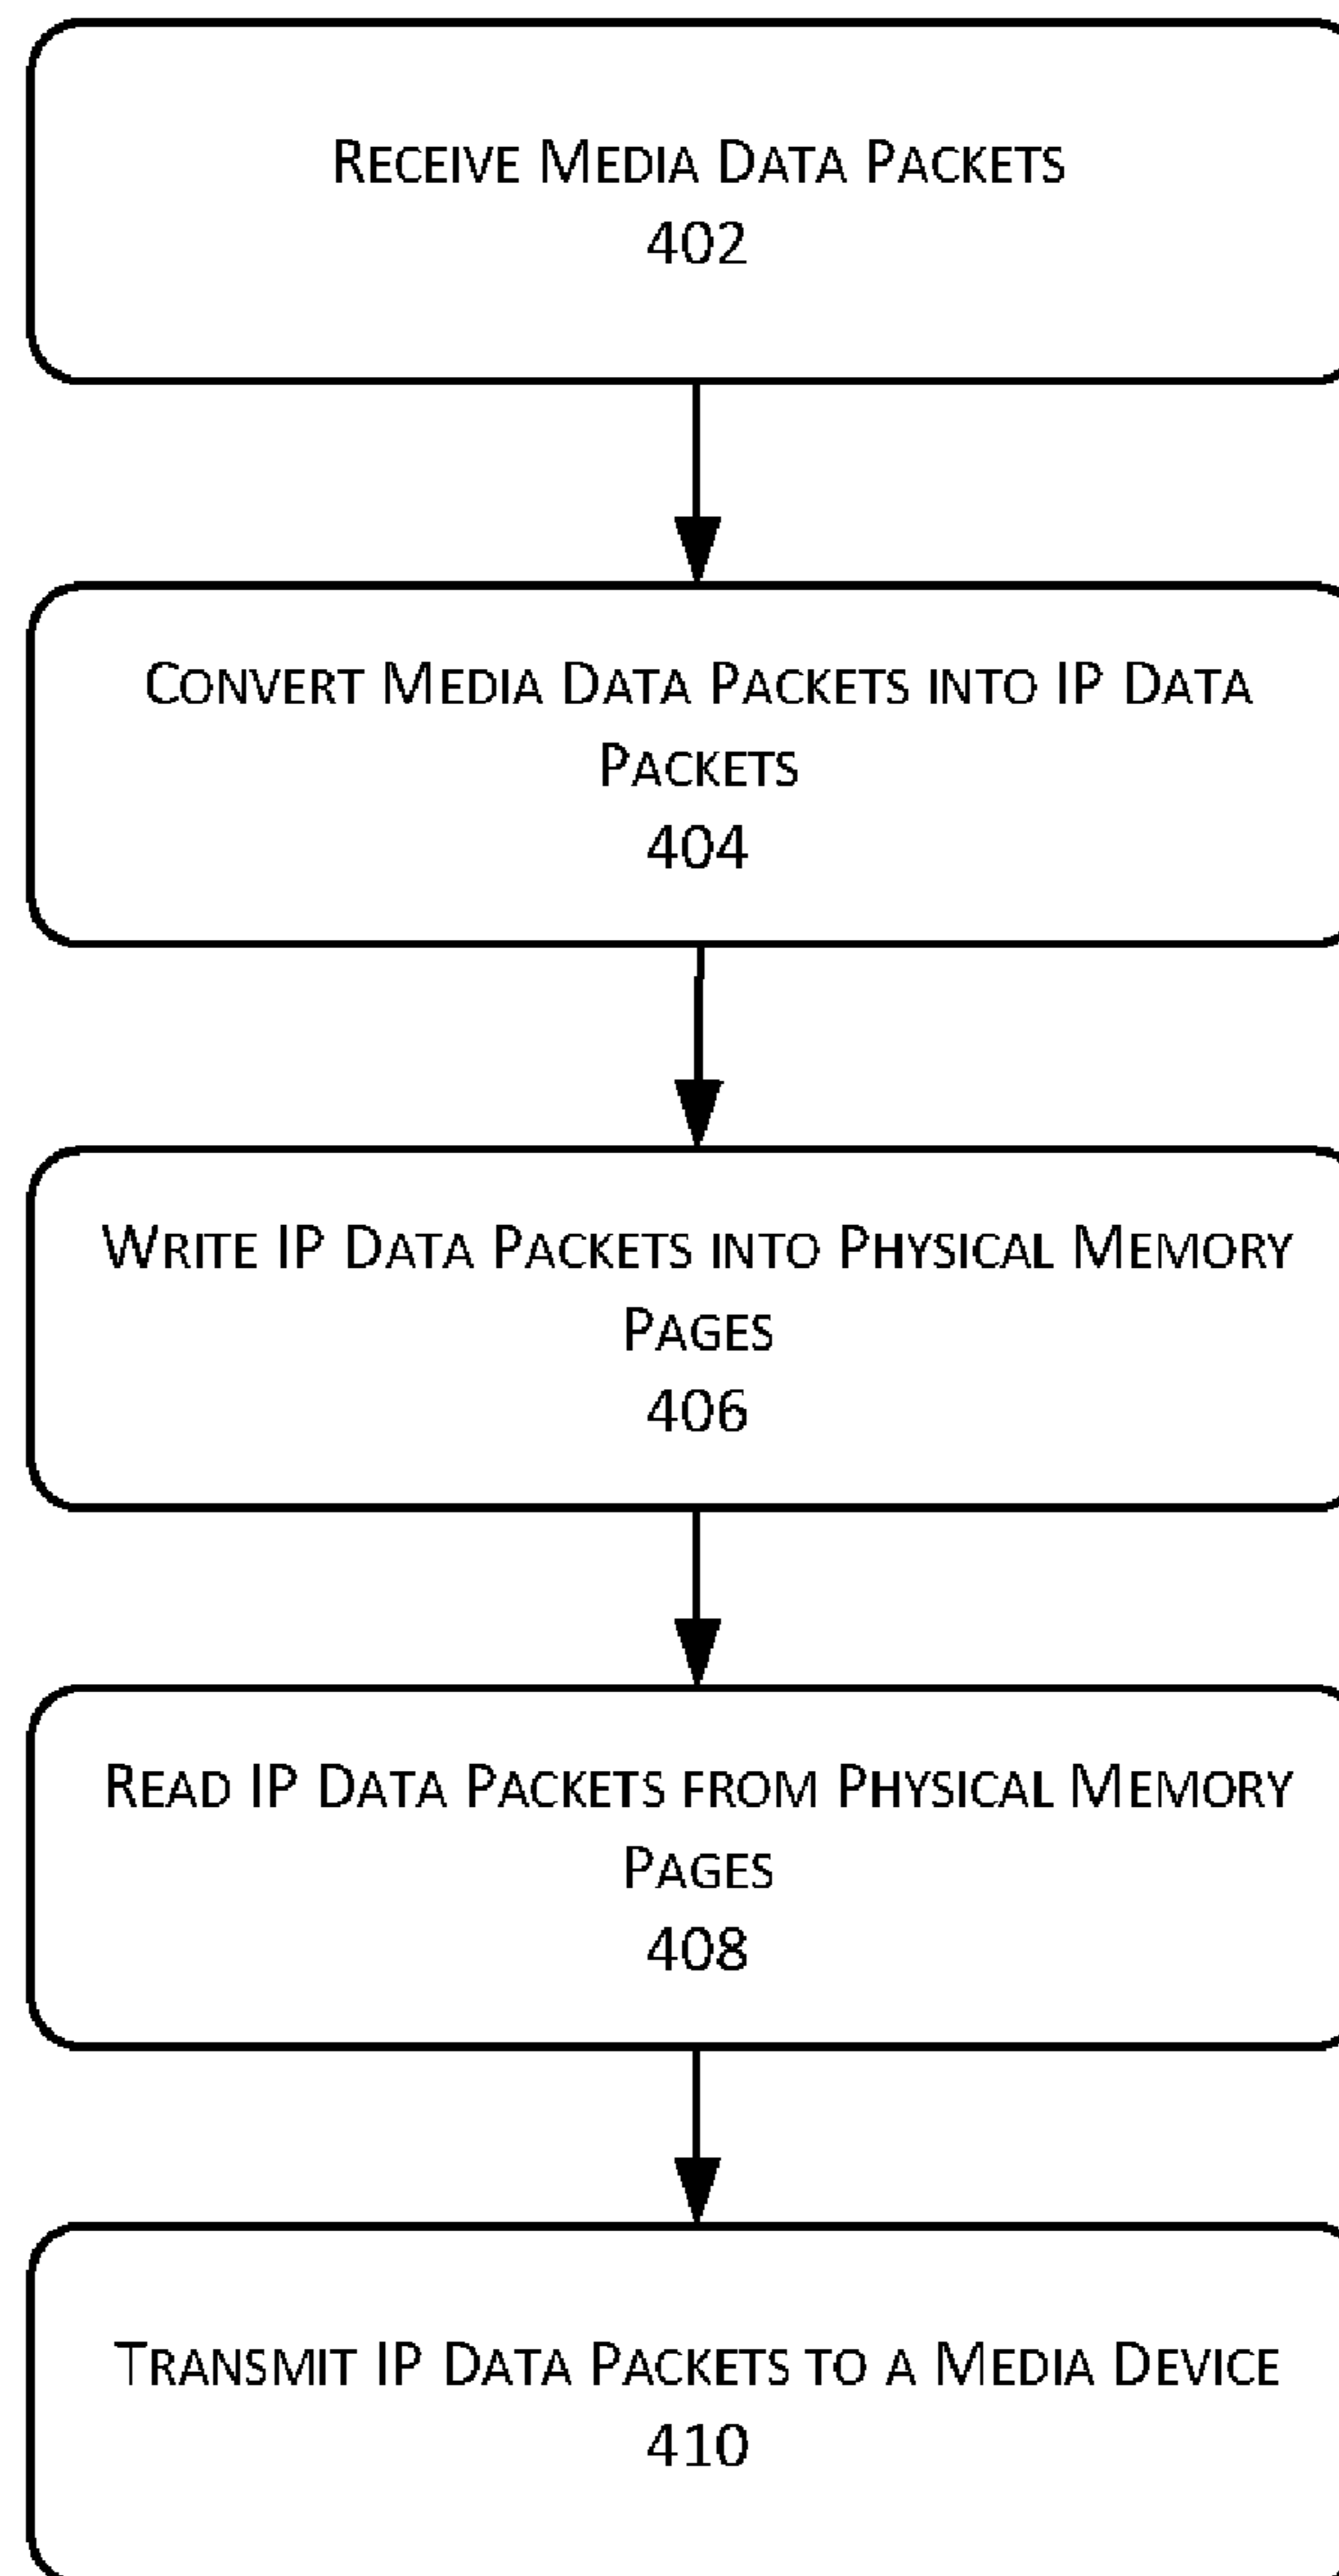 RECEIVE MEDIA DATA PACKETS
402
CONVERT MEDIA DATA PACKETS INTO IP DATA
PACKETS
404
WRITE IP DATA PACKETS INTO PHYSICAL MEMORY
PAGES
406
READ IP DATA PACKETS FROM PHYSICAL MEMORY
PAGES
408
TRANSMIT IP DATA PACKETS TO A MEDIA DEVICE
410